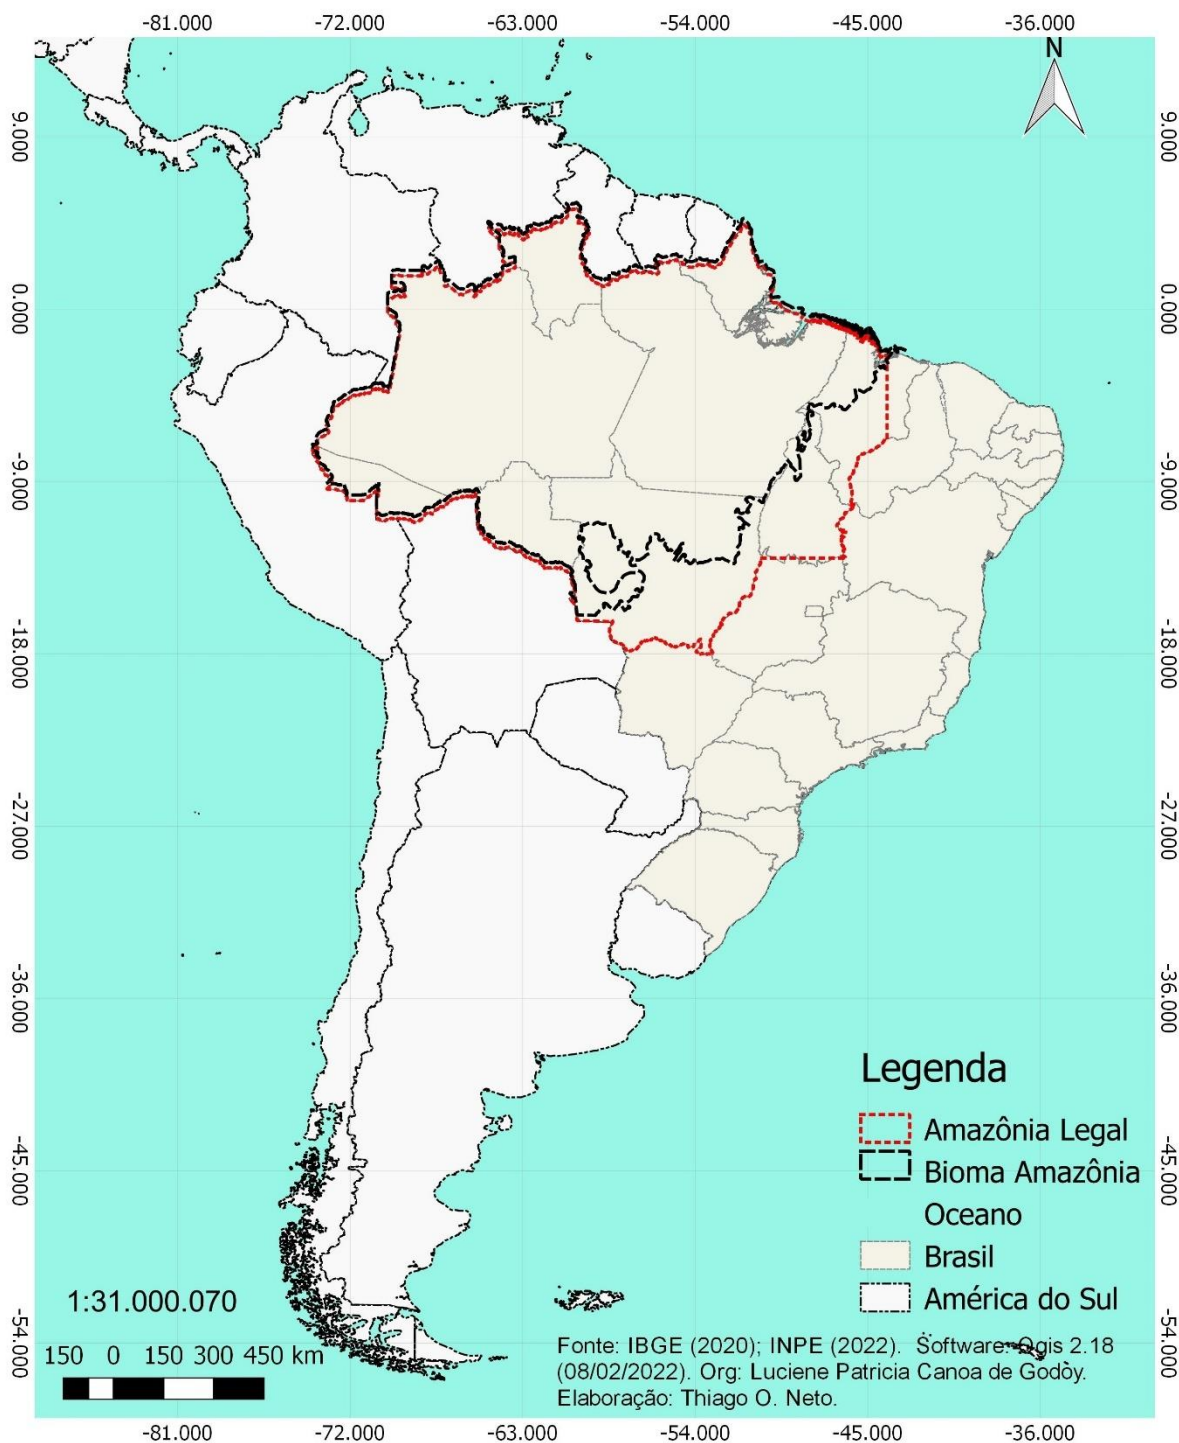 -81.000 -72.000 -63.000 -54.000 -45.000 -36.000
N
9.000 9.000
0.000 0.000
-9.000 -9.000
-18.000 -18.000
-27.000 -27.000
-36.000 -36.000
-45.000 -45.000
-54.000 -54.000
Legenda
Amazônia Legal
Bioma Amazônia
Oceano
Brasil
América do Sul
1:31.000.070
150 0 150 300 450 km
Fonte: IBGE (2020); INPE (2022). Software: Qgis 2.18
(08/02/2022). Org: Luciene Patricia Canoa de Godoy.
Elaboração: Thiago O. Neto.
-81.000 -72.000 -63.000 -54.000 -45.000 -36.000